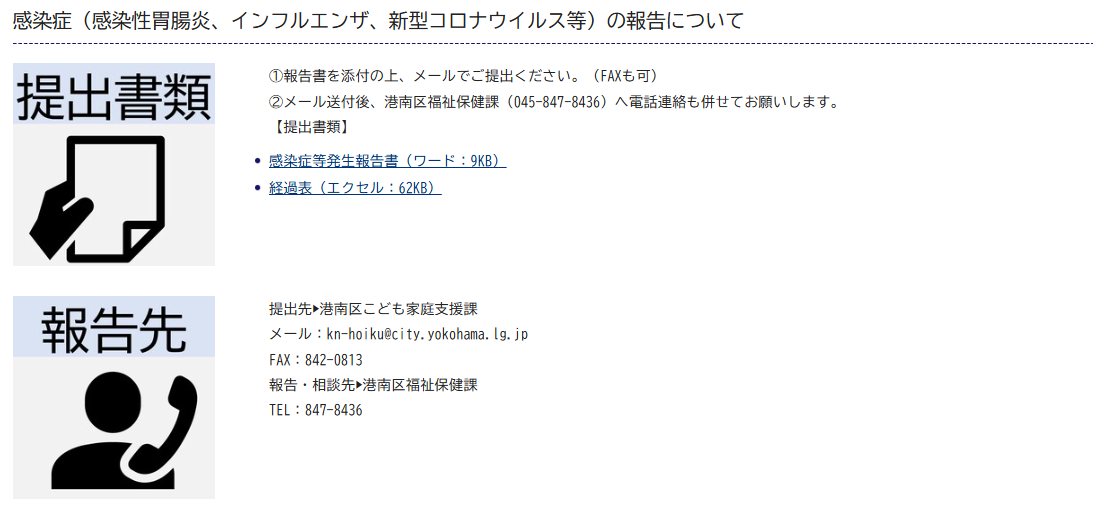 感染症（感染性胃腸炎、インフルエンザ、新型コロナウイルス等）の報告について
提出書類
①報告書を添付の上、メールでご提出ください。（FAXも可）
②メール送付後、港南区福祉保健課（045-847-8436）へ電話連絡も併せてお願いします。
【提出書類】
• 感染症等発生報告書（ワード：9KB）
• 経過表（エクセル：62KB）
報告先
提出先▶港南区こども家庭支援課
メール：kn-hoiku@city.yokohama.lg.jp
FAX：842-0813
報告・相談先▶港南区福祉保健課
TEL：847-8436